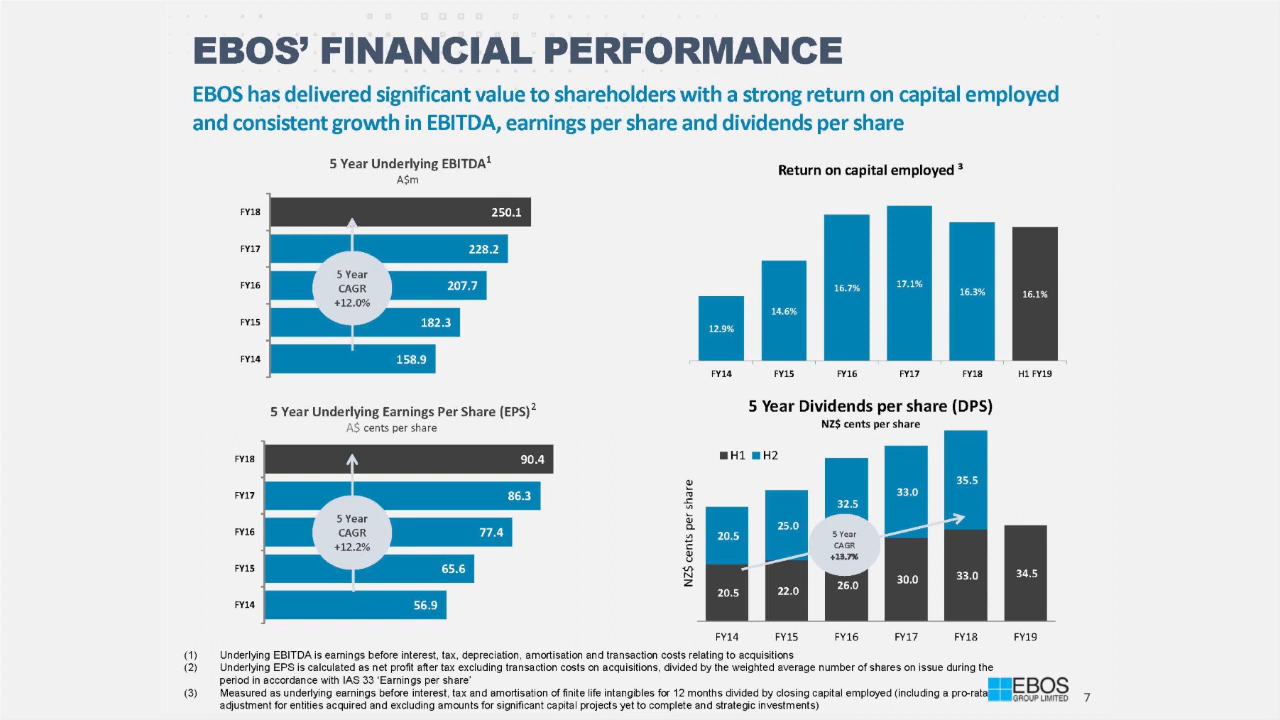 EBOS' FINANCIAL PERFORMANCE
EBOS has delivered significant value to shareholders with a strong return on capital employed
and consistent growth in EBITDA, earnings per share and dividends per share
5 Year Underlying EBITDA1
A$m
FY18 250.1
FY17 228.2
FY16 207.7
FY15 182.3
FY14 158.9
5 Year
CAGR
+12.0%
Return on capital employed 3
12.9% 14.6% 16.7% 17.1% 16.3% 16.1%
FY14 FY15 FY16 FY17 FY18 H1 FY19
5 Year Underlying Earnings Per Share (EPS)2
A$ cents per share
FY18 90.4
FY17 86.3
FY16 77.4
FY15 65.6
FY14 56.9
5 Year
CAGR
+12.2%
5 Year Dividends per share (DPS)
NZ$ cents per share
H1 H2
NZ$ cents per share
20.5 25.0 32.5 33.0 35.5
5 Year
CAGR
+13.7%
20.5 22.0 26.0 30.0 33.0 34.5
FY14 FY15 FY16 FY17 FY18 FY19
(1) Underlying EBITDA is earnings before interest, tax, depreciation, amortisation and transaction costs relating to acquisitions
(2) Underlying EPS is calculated as net profit after tax excluding transaction costs on acquisitions, divided by the weighted average number of shares on issue during the
period in accordance with IAS 33 'Earnings per share'
(3) Measured as underlying earnings before interest, tax and amortisation of finite life intangibles for 12 months divided by closing capital employed (including a pro-rata
adjustment for entities acquired and excluding amounts for significant capital projects yet to complete and strategic investments)
EBOS
GROUP LIMITED
7